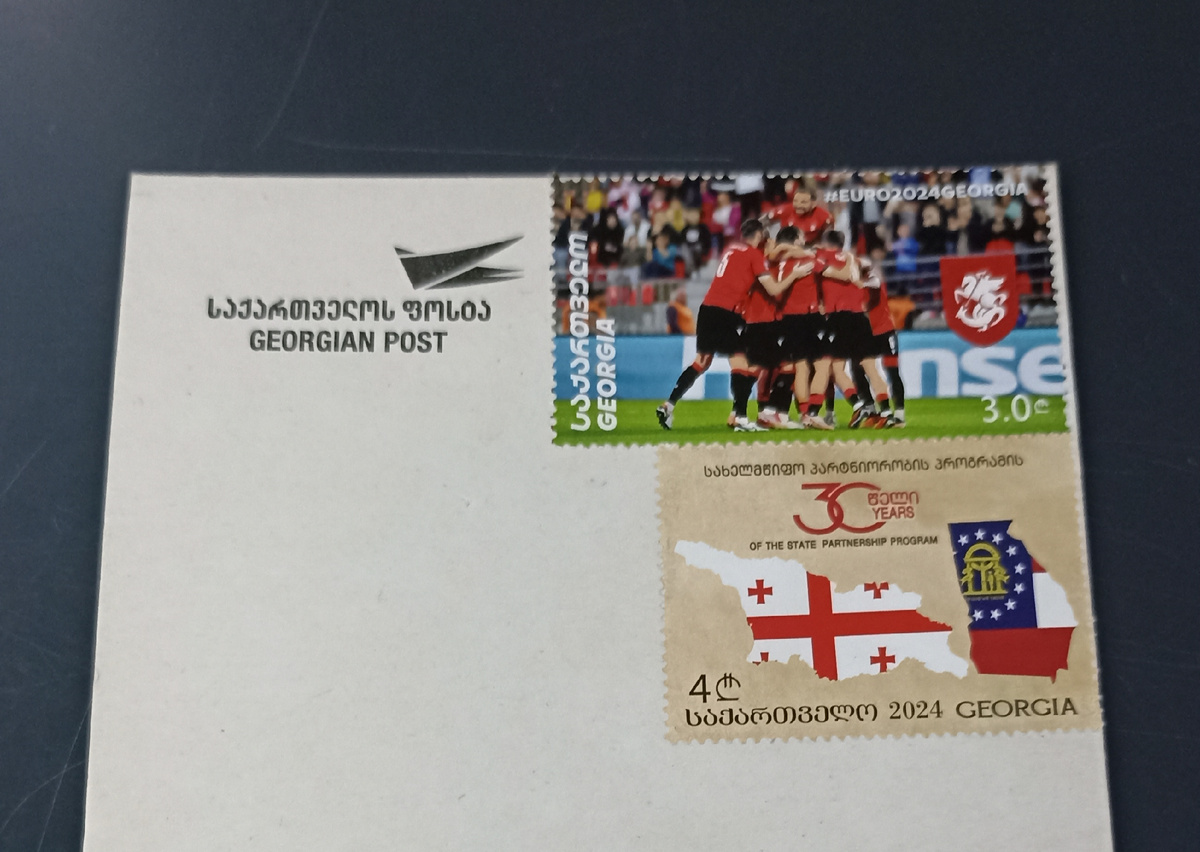 საქართველოს ფოსტა
GEORGIAN POST
#EURO2024GEORGIA
საქართველო
GEORGIA
nse
3.0₾
სახელმწიფო პარტნიორობის პროგრამის
30 წელი
YEARS
OF THE STATE PARTNERSHIP PROGRAM
4₾
საქართველო 2024 GEORGIA